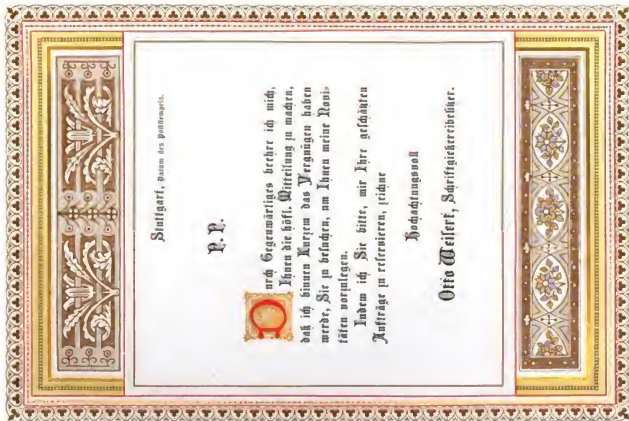 Stuttgart, Datum des Poststempels.
P. P.
Durch Gegenwärtiges beehre ich mich,
Ihnen die höfl. Mitteilung zu machen,
daß ich binnen Kurzem das Vergnügen haben
werde, Sie zu besuchen, um Ihnen meine Novi-
täten vorzulegen.
Indem ich Sie bitte, mir Ihre geschätzten
Aufträge zu reservieren, zeichne
Hochachtungsvoll
Otto Weisert, Schriftgießereibesitzer.